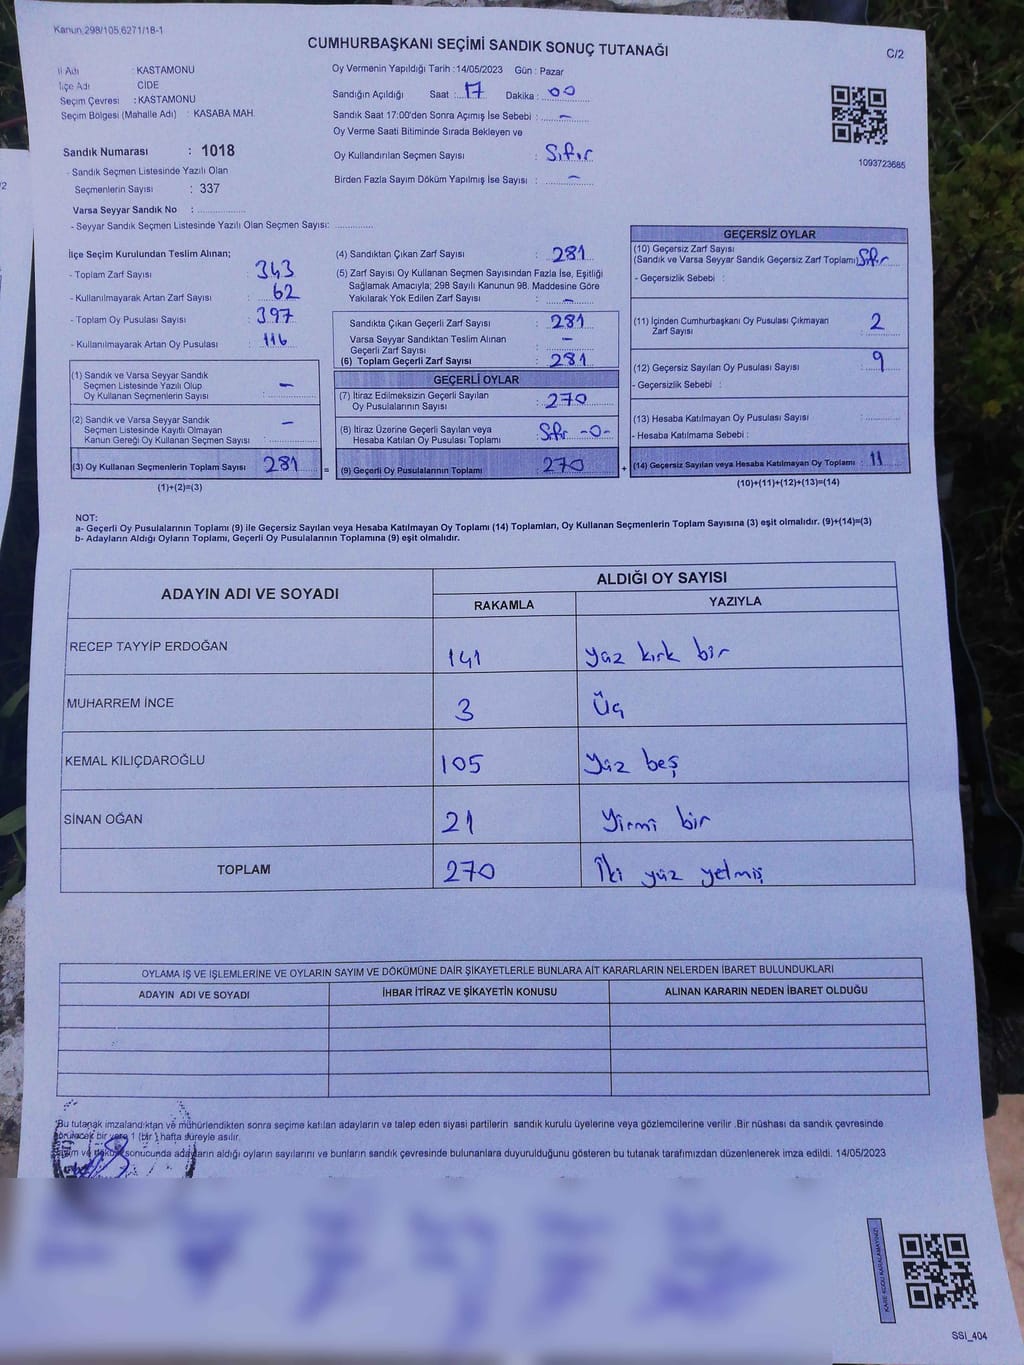 Kanun.298/105,6271/18-1
CUMHURBAŞKANI SEÇİMİ SANDIK SONUÇ TUTANAĞI
C/2
İl Adı : KASTAMONU
İlçe Adı : CİDE
Seçim Çevresi : KASTAMONU
Seçim Bölgesi (Mahalle Adı) : KASABA MAH.
Oy Vermenin Yapıldığı Tarih : 14/05/2023 Gün : Pazar
Sandığın Açıldığı Saat : 17 Dakika : 00
Sandık Saat 17:00'den Sonra Açımış İse Sebebi : –
Oy Verme Saati Bitiminde Sırada Bekleyen ve
Oy Kullandırılan Seçmen Sayısı : Sıfır
Birden Fazla Sayım Döküm Yapılmış İse Sayısı : –
1093723685
Sandık Numarası : 1018
- Sandık Seçmen Listesinde Yazılı Olan
Seçmenlerin Sayısı : 337
Varsa Seyyar Sandık No :
- Seyyar Sandık Seçmen Listesinde Yazılı Olan Seçmen Sayısı:
İlçe Seçim Kurulundan Teslim Alınan;
- Toplam Zarf Sayısı : 343
- Kullanılmayarak Artan Zarf Sayısı : 62
- Toplam Oy Pusulası Sayısı : 397
- Kullanılmayarak Artan Oy Pusulası : 116
(1) Sandık ve Varsa Seyyar Sandık
Seçmen Listesinde Yazılı Olup
Oy Kullanan Seçmenlerin Sayısı : –
(2) Sandık ve Varsa Seyyar Sandık
Seçmen Listesinde Kayıtlı Olmayan
Kanun Gereği Oy Kullanan Seçmen Sayısı : –
(3) Oy Kullanan Seçmenlerin Toplam Sayısı 281 =
(1)+(2)=(3)
(4) Sandıktan Çıkan Zarf Sayısı : 281
(5) Zarf Sayısı Oy Kullanan Seçmen Sayısından Fazla İse, Eşitliği
Sağlamak Amacıyla; 298 Sayılı Kanunun 98. Maddesine Göre
Yakılarak Yok Edilen Zarf Sayısı : –
Sandıkta Çıkan Geçerli Zarf Sayısı : 281
Varsa Seyyar Sandıktan Teslim Alınan
Geçerli Zarf Sayısı : –
(6) Toplam Geçerli Zarf Sayısı : 281
GEÇERLİ OYLAR
(7) İtiraz Edilmeksizin Geçerli Sayılan
Oy Pusulalarının Sayısı : 270
(8) İtiraz Üzerine Geçerli Sayılan veya
Hesaba Katılan Oy Pusulası Toplamı : Sıfır -0-
(9) Geçerli Oy Pusulalarının Toplamı : 270 +
GEÇERSİZ OYLAR
(10) Geçersiz Zarf Sayısı
(Sandık ve Varsa Seyyar Sandık Geçersiz Zarf Toplamı) Sıfır
- Geçersizlik Sebebi :
(11) İçinden Cumhurbaşkanı Oy Pusulası Çıkmayan
Zarf Sayısı : 2
(12) Geçersiz Sayılan Oy Pusulası Sayısı : 9
- Geçersizlik Sebebi :
(13) Hesaba Katılmayan Oy Pusulası Sayısı :
- Hesaba Katılmama Sebebi :
(14) Geçersiz Sayılan veya Hesaba Katılmayan Oy Toplamı : 11
(10)+(11)+(12)+(13)=(14)
NOT:
a- Geçerli Oy Pusulalarının Toplamı (9) ile Geçersiz Sayılan veya Hesaba Katılmayan Oy Toplamı (14) Toplamları, Oy Kullanan Seçmenlerin Toplam Sayısına (3) eşit olmalıdır. (9)+(14)=(3)
b- Adayların Aldığı Oyların Toplamı, Geçerli Oy Pusulalarının Toplamına (9) eşit olmalıdır.
ADAYIN ADI VE SOYADI
ALDIĞI OY SAYISI
RAKAMLA YAZIYLA
RECEP TAYYİP ERDOĞAN 141 yüz kırk bir
MUHARREM İNCE 3 Üç
KEMAL KILIÇDAROĞLU 105 Yüz beş
SİNAN OĞAN 21 Yirmi bir
TOPLAM 270 İki yüz yetmiş
OYLAMA İŞ VE İŞLEMLERİNE VE OYLARIN SAYIM VE DÖKÜMÜNE DAİR ŞİKAYETLERLE BUNLARA AİT KARARLARIN NELERDEN İBARET BULUNDUKLARI
ADAYIN ADI VE SOYADI İHBAR İTİRAZ VE ŞİKAYETİN KONUSU ALINAN KARARIN NEDEN İBARET OLDUĞU
Bu tutanak imzalandıktan ve mühürlendikten sonra seçime katılan adayların ve talep eden siyasi partilerin sandık kurulu üyelerine veya gözlemcilerine verilir .Bir nüshası da sandık çevresinde
bir yere 1 (bir ) hafta süreyle asılır.
sonucunda adayların aldığı oyların sayılarını ve bunların sandık çevresinde bulunanlara duyurulduğunu gösteren bu tutanak tarafımızdan düzenlenerek imza edildi. 14/05/2023
KARE KODU KARALAMAYINIZ!
SSİ_404